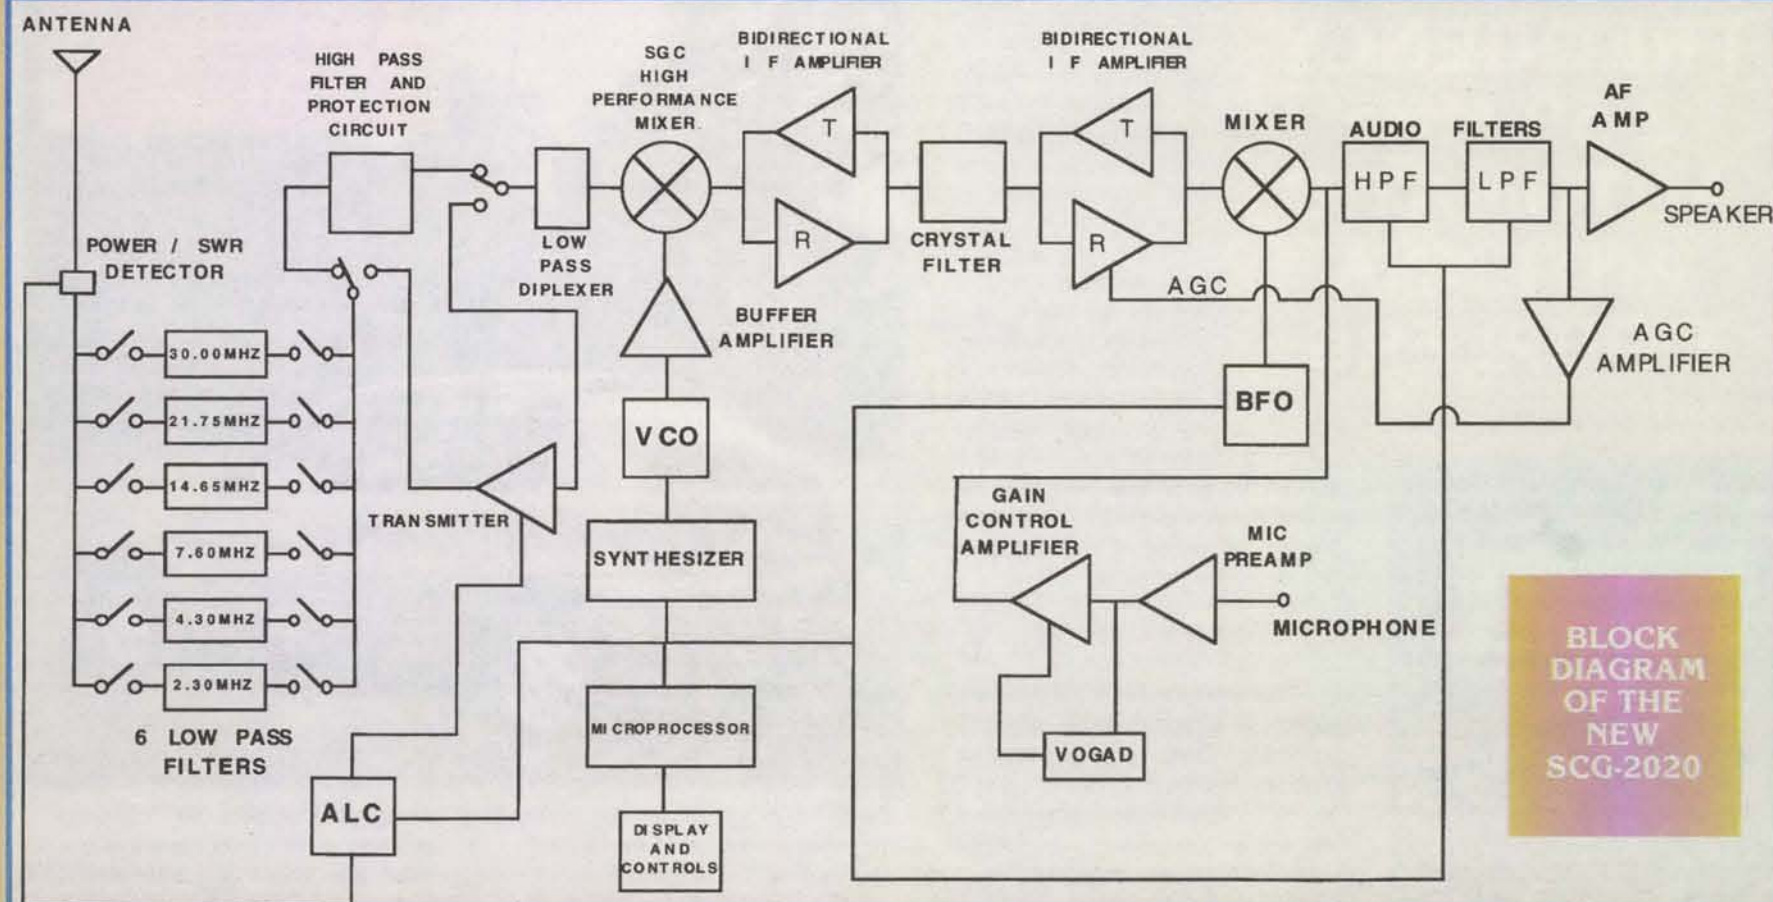 ANTENNA
HIGH PASS
FILTER AND
PROTECTION
CIRCUIT
SGC
HIGH
PERFORMANCE
MIXER.
BIDIRECTIONAL
I F AMPLIFIER
T
R
BIDIRECTIONAL
I F AMPLIFIER
T
R
MIXER
AUDIO FILTERS
HPF
LPF
AF
AMP
SPEAKER
POWER / SWR
DETECTOR
LOW
PASS
DIPLEXER
CRYSTAL
FILTER
AGC
BUFFER
AMPLIFIER
AGC
AMPLIFIER
30.00MHZ
21.75MHZ
14.65MHZ
7.60MHZ
4.30MHZ
2.30MHZ
6 LOW PASS
FILTERS
BFO
VCO
TRANSMITTER
SYNTHESIZER
GAIN
CONTROL
AMPLIFIER
MIC
PREAMP
MICROPHONE
MICROPROCESSOR
VOGAD
ALC
DISPLAY
AND
CONTROLS
BLOCK
DIAGRAM
OF THE
NEW
SCG-2020